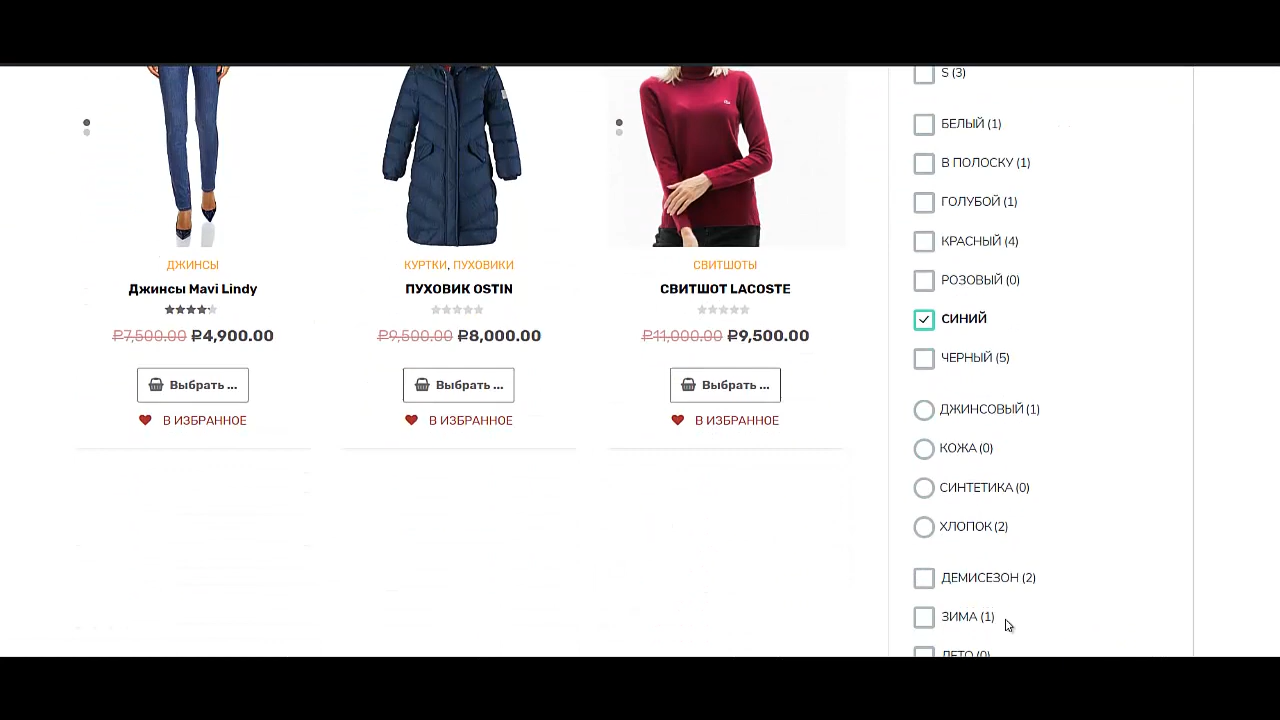 ДЖИНСЫ
Джинсы Mavi Lindy
₽7,500.00 ₽4,900.00
Выбрать ...
В ИЗБРАННОЕ
КУРТКИ, ПУХОВИКИ
ПУХОВИК OSTIN
₽9,500.00 ₽8,000.00
Выбрать ...
В ИЗБРАННОЕ
СВИТШОТЫ
СВИТШОТ LACOSTE
₽11,000.00 ₽9,500.00
Выбрать ...
В ИЗБРАННОЕ
S (3)
БЕЛЫЙ (1)
В ПОЛОСКУ (1)
ГОЛУБОЙ (1)
КРАСНЫЙ (4)
РОЗОВЫЙ (0)
СИНИЙ
ЧЕРНЫЙ (5)
ДЖИНСОВЫЙ (1)
КОЖА (0)
СИНТЕТИКА (0)
ХЛОПОК (2)
ДЕМИСЕЗОН (2)
ЗИМА (1)
ЛЕТО (0)